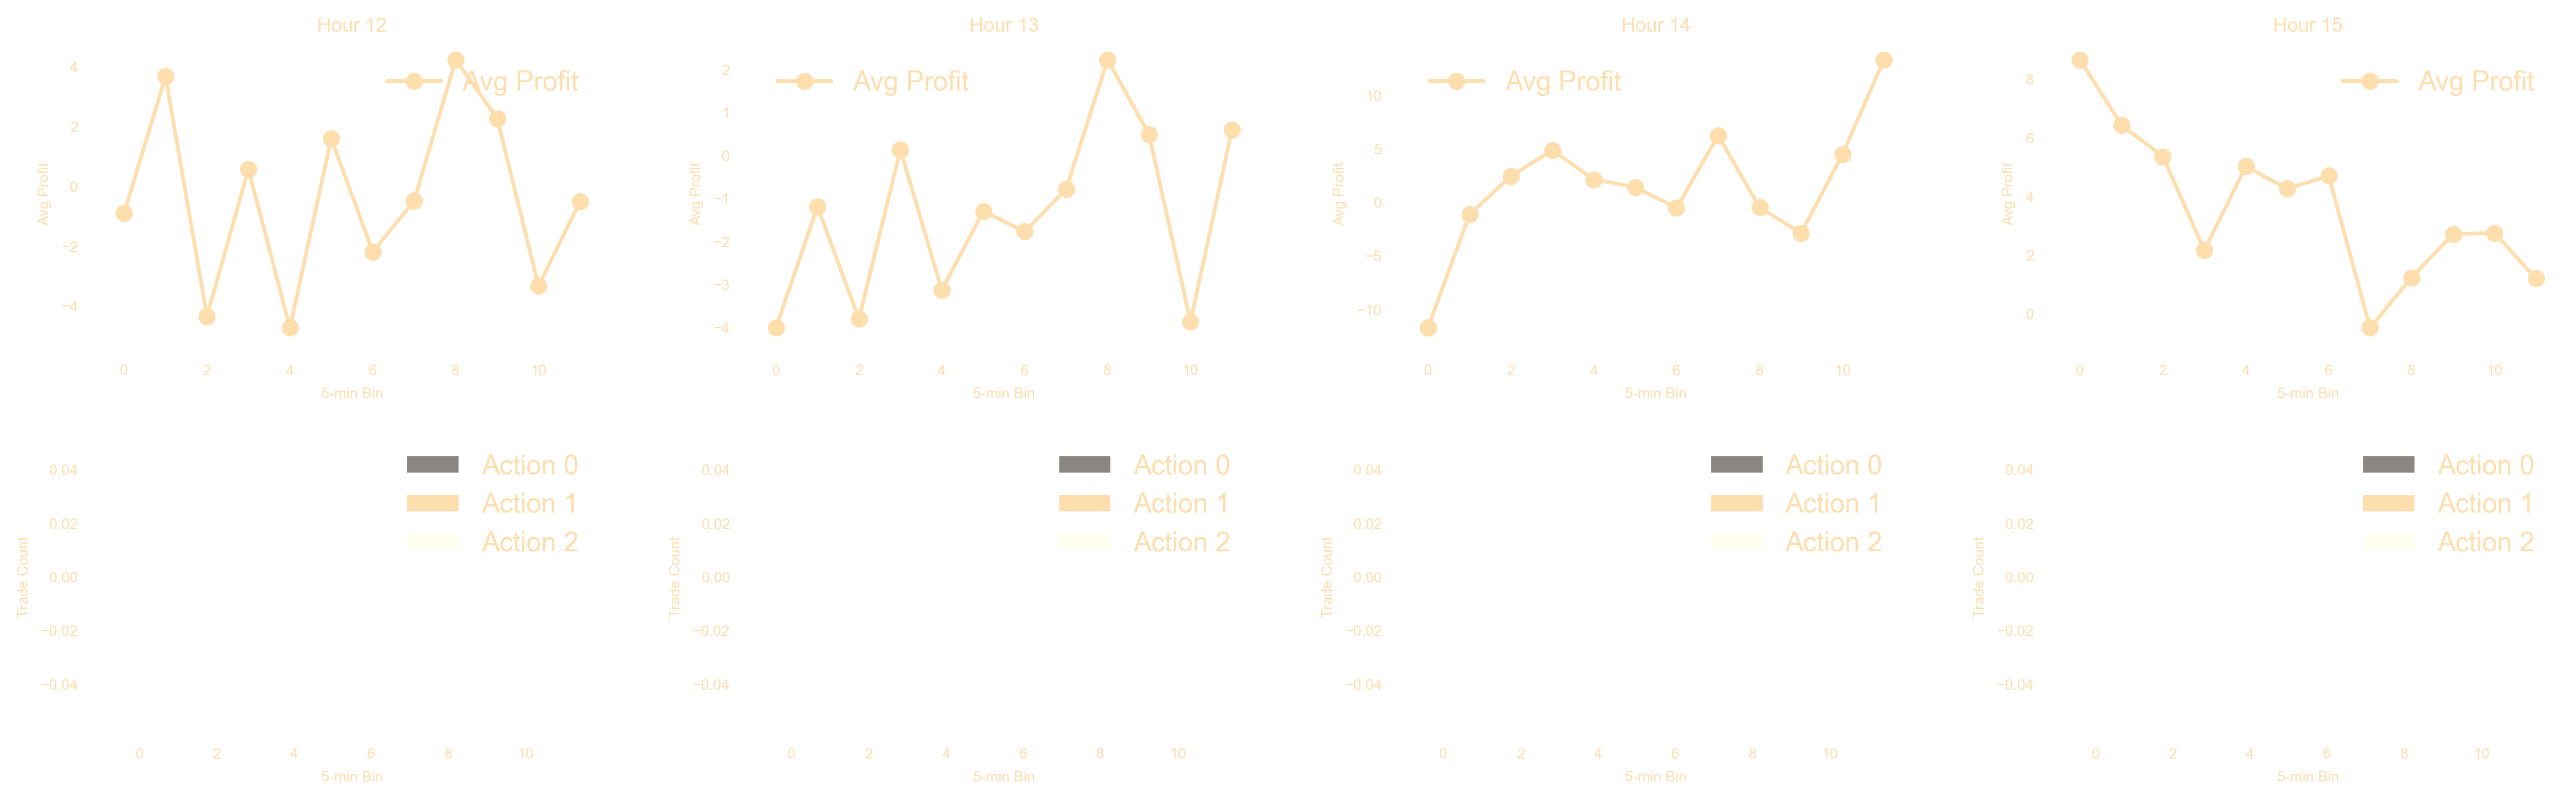 Hour 12
Avg Profit
4
2
0
−2
−4
Avg Profit
0 2 4 6 8 10
5-min Bin
Hour 13
Avg Profit
2
1
0
−1
−2
−3
−4
Avg Profit
0 2 4 6 8 10
5-min Bin
Hour 14
Avg Profit
10
5
0
−5
−10
Avg Profit
0 2 4 6 8 10
5-min Bin
Hour 15
Avg Profit
8
6
4
2
0
Avg Profit
0 2 4 6 8 10
5-min Bin
Action 0
Action 1
Action 2
0.04
0.02
0.00
−0.02
−0.04
Trade Count
0 2 4 6 8 10
5-min Bin
Action 0
Action 1
Action 2
0.04
0.02
0.00
−0.02
−0.04
Trade Count
0 2 4 6 8 10
5-min Bin
Action 0
Action 1
Action 2
0.04
0.02
0.00
−0.02
−0.04
Trade Count
0 2 4 6 8 10
5-min Bin
Action 0
Action 1
Action 2
0.04
0.02
0.00
−0.02
−0.04
Trade Count
0 2 4 6 8 10
5-min Bin